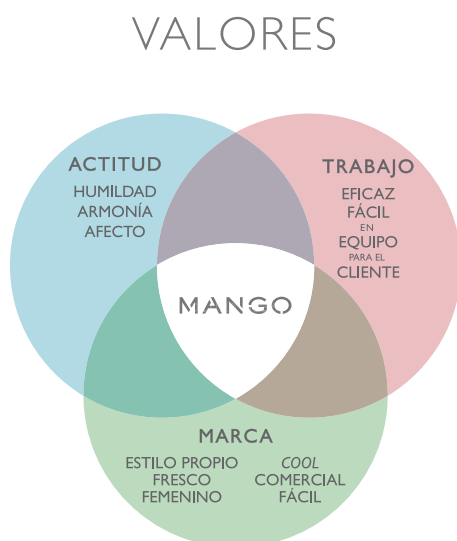 VALORES
ACTITUD
HUMILDAD
ARMONÍA
AFECTO
TRABAJO
EFICAZ
FÁCIL
EN
EQUIPO
PARA EL
CLIENTE
MANGO
MARCA
ESTILO PROPIO
FRESCO
FEMENINO
COOL
COMERCIAL
FÁCIL